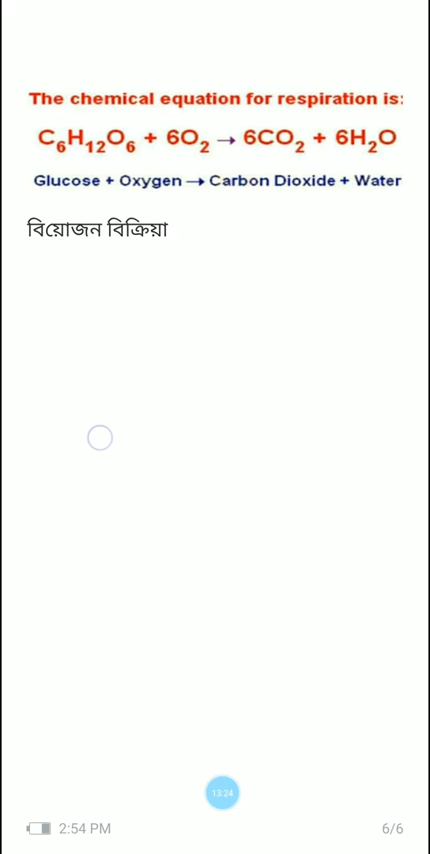 The chemical equation for respiration is:
C₆H₁₂O₆ + 6O₂ → 6CO₂ + 6H₂O
Glucose + Oxygen → Carbon Dioxide + Water
বিয়োজন বিক্রিয়া
13:24
2:54 PM 6/6